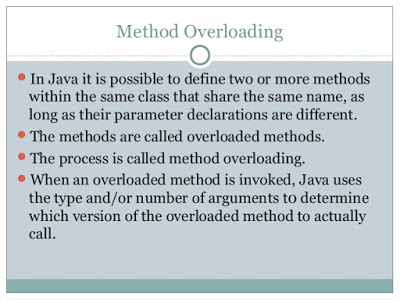 Method Overloading
In Java it is possible to define two or more methods
within the same class that share the same name, as
long as their parameter declarations are different.
The methods are called overloaded methods.
The process is called method overloading.
When an overloaded method is invoked, Java uses
the type and/or number of arguments to determine
which version of the overloaded method to actually
call.